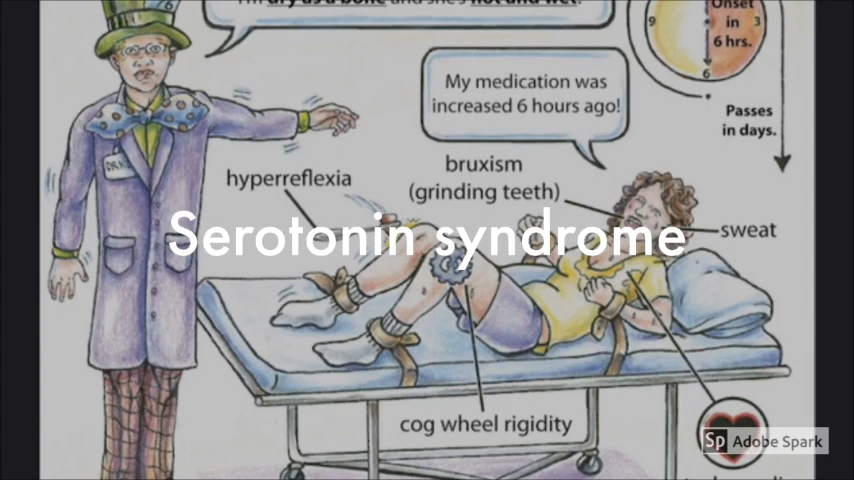 I'm dry as a bone and she's hot and wet!
Onset
in
6 hrs.
9
3
6
6
My medication was
increased 6 hours ago!
Passes
in days.
DR.
bruxism
(grinding teeth)
hyperreflexia
sweat
Serotonin syndrome
cog wheel rigidity
Sp Adobe Spark